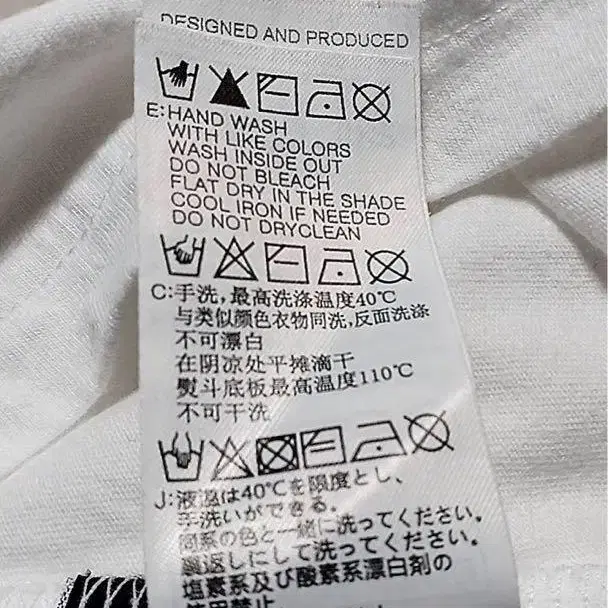 DESIGNED AND PRODUCED
E:HAND WASH
WITH LIKE COLORS
WASH INSIDE OUT
DO NOT BLEACH
FLAT DRY IN THE SHADE
COOL IRON IF NEEDED
DO NOT DRYCLEAN
C:手洗,最高洗涤温度40℃
与类似颜色衣物同洗,反面洗涤
不可漂白
在阴凉处平摊滴干
熨斗底板最高温度110℃
不可干洗
J:液温は40℃を限度とし、
手洗いができる。
同系の色と一緒に洗ってください。
裏返しにして洗ってください。
塩素系及び酸素系漂白剤の
使用禁止